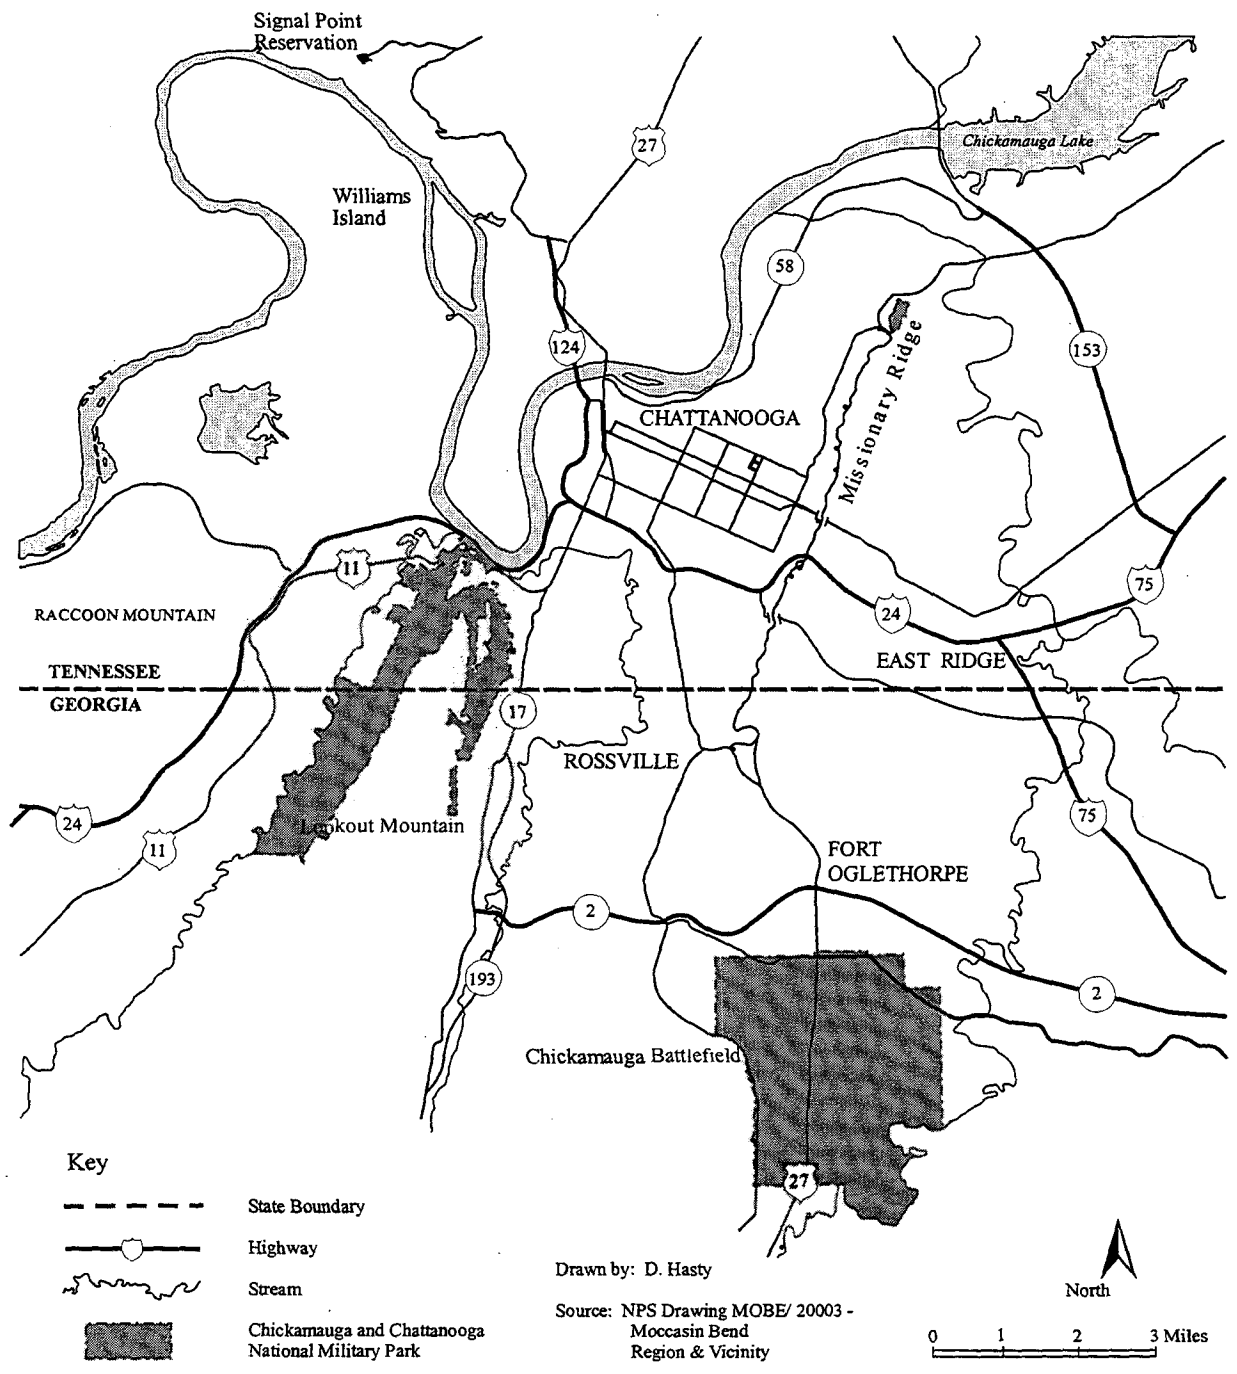 Signal Point
Reservation
27
Chickamauga Lake
Williams
Island
58
124
153
CHATTANOOGA
Missionary Ridge
11
75
24
RACCOON MOUNTAIN
EAST RIDGE
TENNESSEE
GEORGIA
17
ROSSVILLE
24
11
75
Lookout Mountain
FORT
OGLETHORPE
2
193
2
Chickamauga Battlefield
27
Key
State Boundary
Highway
Stream
Chickamauga and Chattanooga
National Military Park
Drawn by: D. Hasty
Source: NPS Drawing MOBE/ 20003 -
Moccasin Bend
Region & Vicinity
North
0 1 2 3 Miles